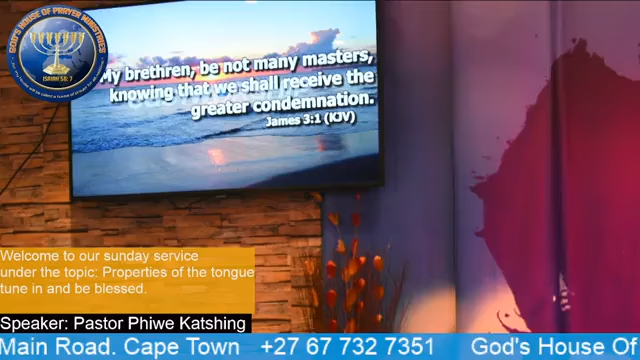 GOD'S HOUSE OF PRAYER MINISTRIES
ISAIAH 56: 7
My brethren, be not many masters,
knowing that we shall receive the
greater condemnation.
James 3:1 (KJV)
Welcome to our sunday service
under the topic: Properties of the tongue
tune in and be blessed.
Speaker: Pastor Phiwe Katshing
Main Road. Cape Town +27 67 732 7351 God's House Of